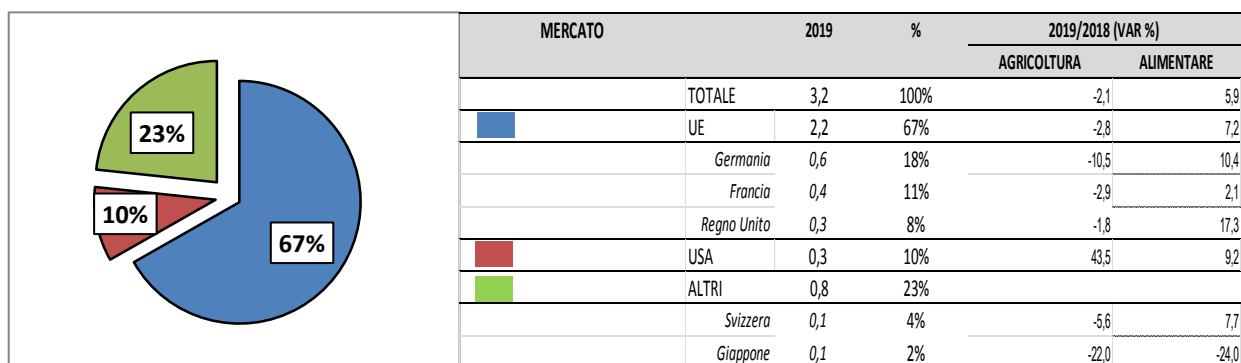 23%
10%
67%
MERCATO 2019 % 2019/2018 (VAR %)
AGRICOLTURA ALIMENTARE
TOTALE 3,2 100% -2,1 5,9
UE 2,2 67% -2,8 7,2
Germania 0,6 18% -10,5 10,4
Francia 0,4 11% -2,9 2,1
Regno Unito 0,3 8% -1,8 17,3
USA 0,3 10% 43,5 9,2
ALTRI 0,8 23%
Svizzera 0,1 4% -5,6 7,7
Giappone 0,1 2% -22,0 -24,0